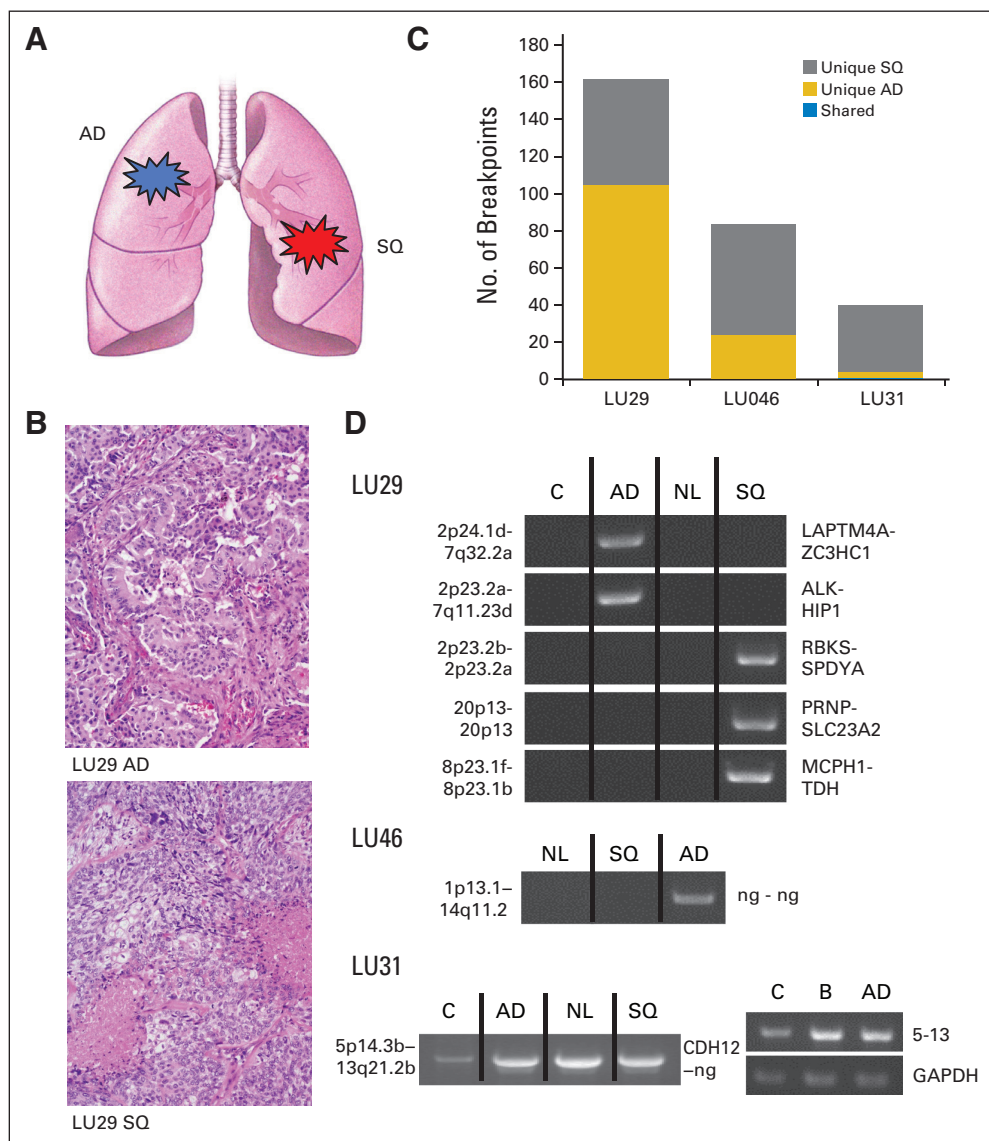 A
AD
SQ
C
No. of Breakpoints
180
160
140
120
100
80
60
40
20
0
Unique SQ
Unique AD
Shared
LU29
LU046
LU31
B
LU29 AD
LU29 SQ
D
LU29
C AD NL SQ
2p24.1d-
7q32.2a
LAPTM4A-
ZC3HC1
2p23.2a-
7q11.23d
ALK-
HIP1
2p23.2b-
2p23.2a
RBKS-
SPDYA
20p13-
20p13
PRNP-
SLC23A2
8p23.1f-
8p23.1b
MCPH1-
TDH
LU46
NL SQ AD
1p13.1–
14q11.2
ng - ng
LU31
C AD NL SQ
5p14.3b–
13q21.2b
CDH12
–ng
C B AD
5-13
GAPDH